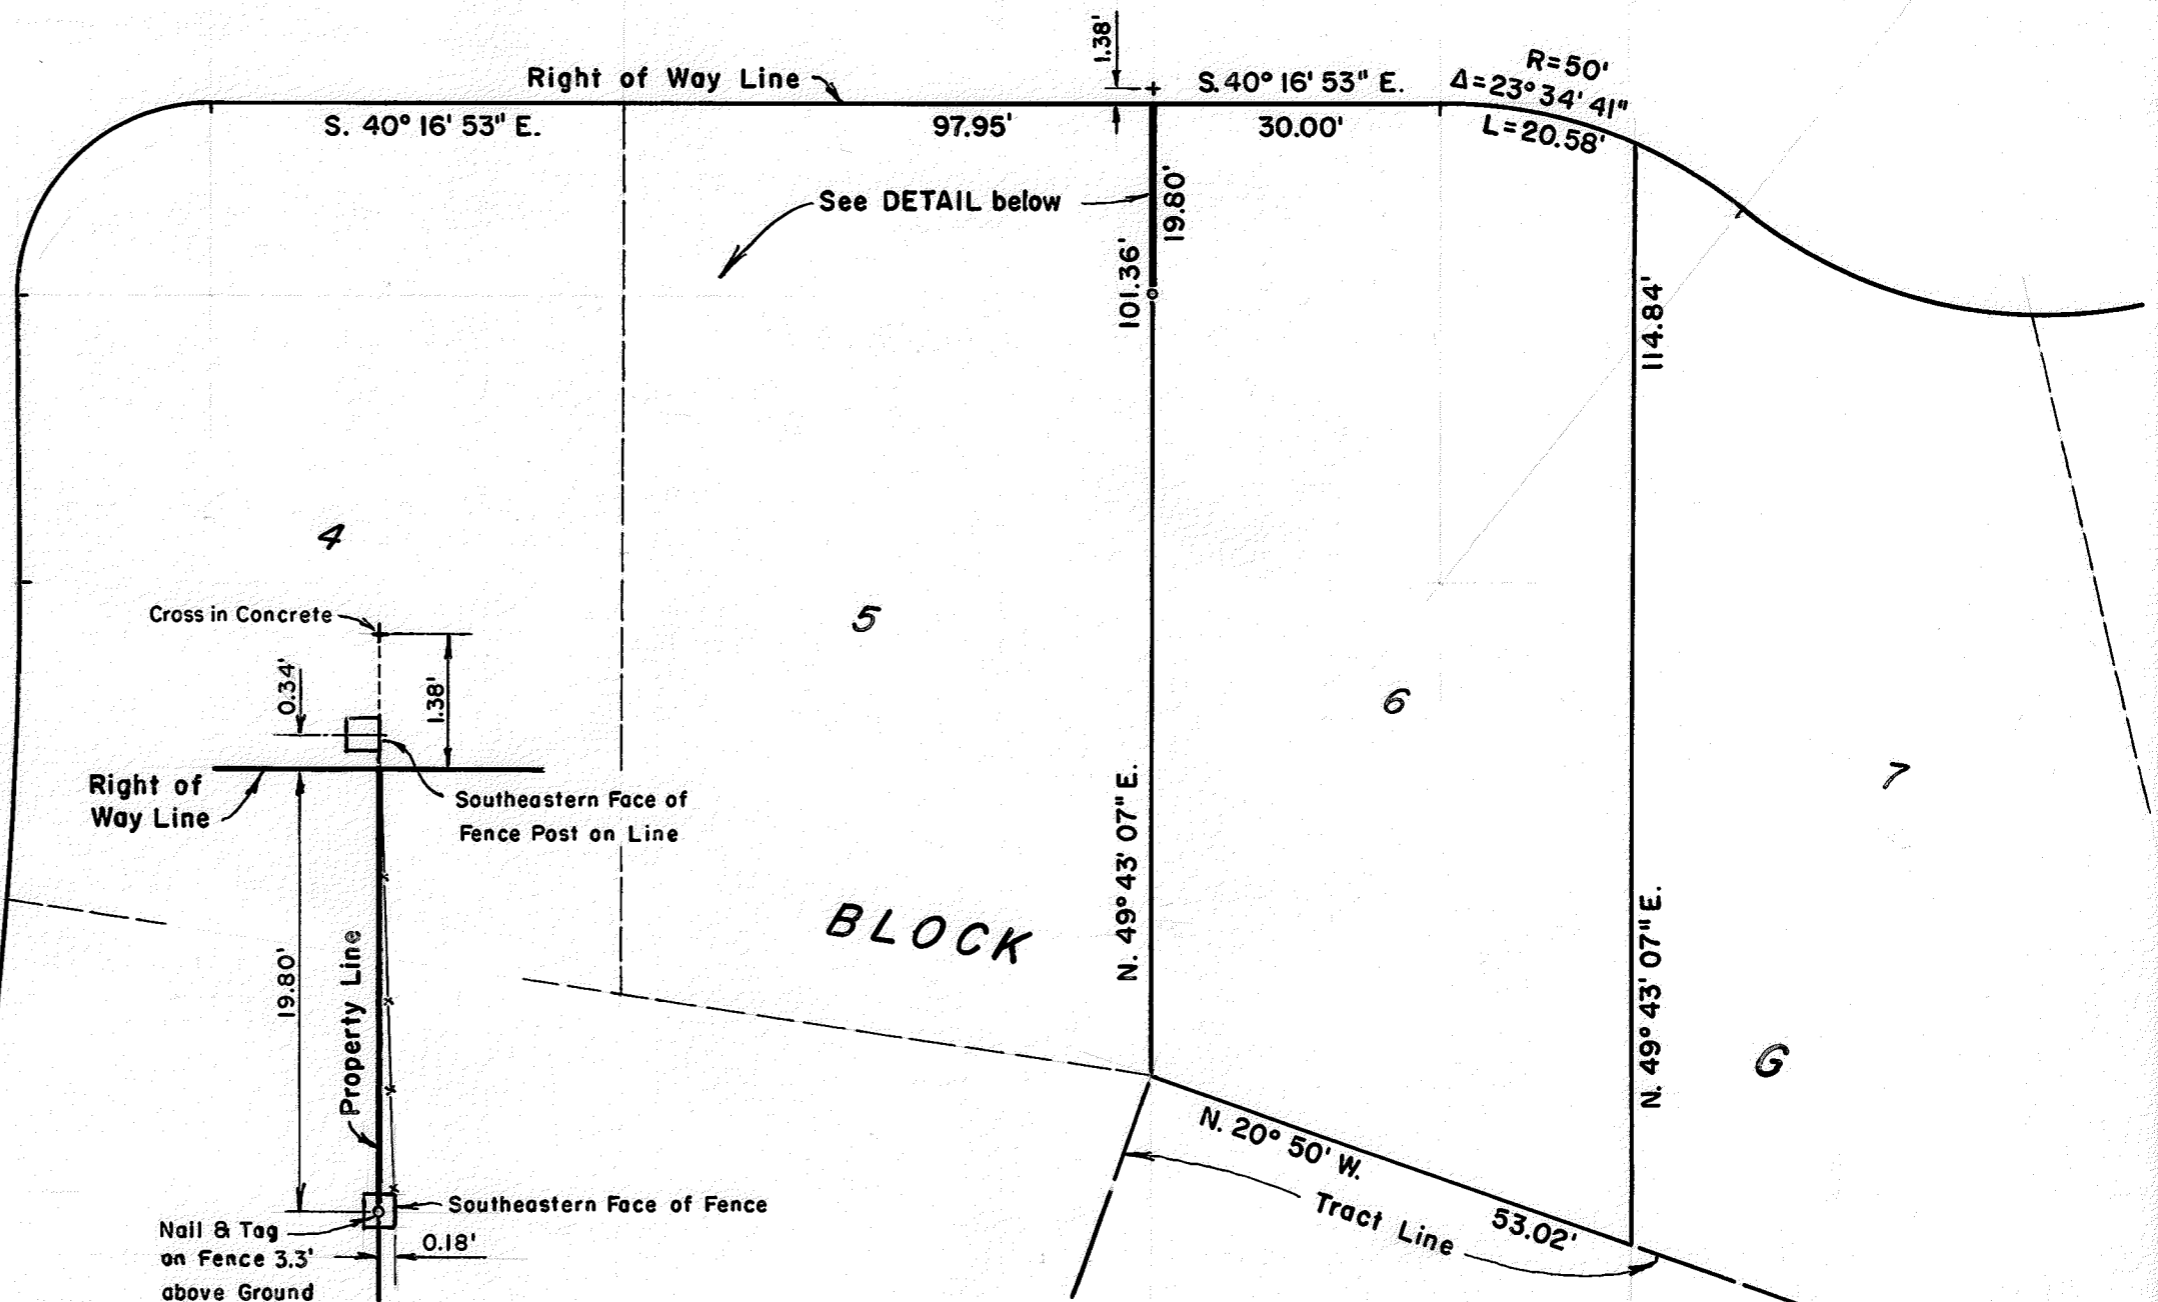 1.38'
Right of Way Line
S. 40° 16' 53" E.
97.95'
S. 40° 16' 53" E.
30.00'
R=50'
Δ=23° 34' 41"
L=20.58'
See DETAIL below
19.80'
101.36'
114.84'
4
5
6
7
Cross in Concrete
0.34'
1.38'
Right of
Way Line
Southeastern Face of
Fence Post on Line
19.80'
Property Line
BLOCK
G
N. 49° 43' 07" E.
N. 49° 43' 07" E.
N. 20° 50' W.
53.02'
Tract Line
Southeastern Face of Fence
Nail & Tag
on Fence 3.3'
above Ground
0.18'